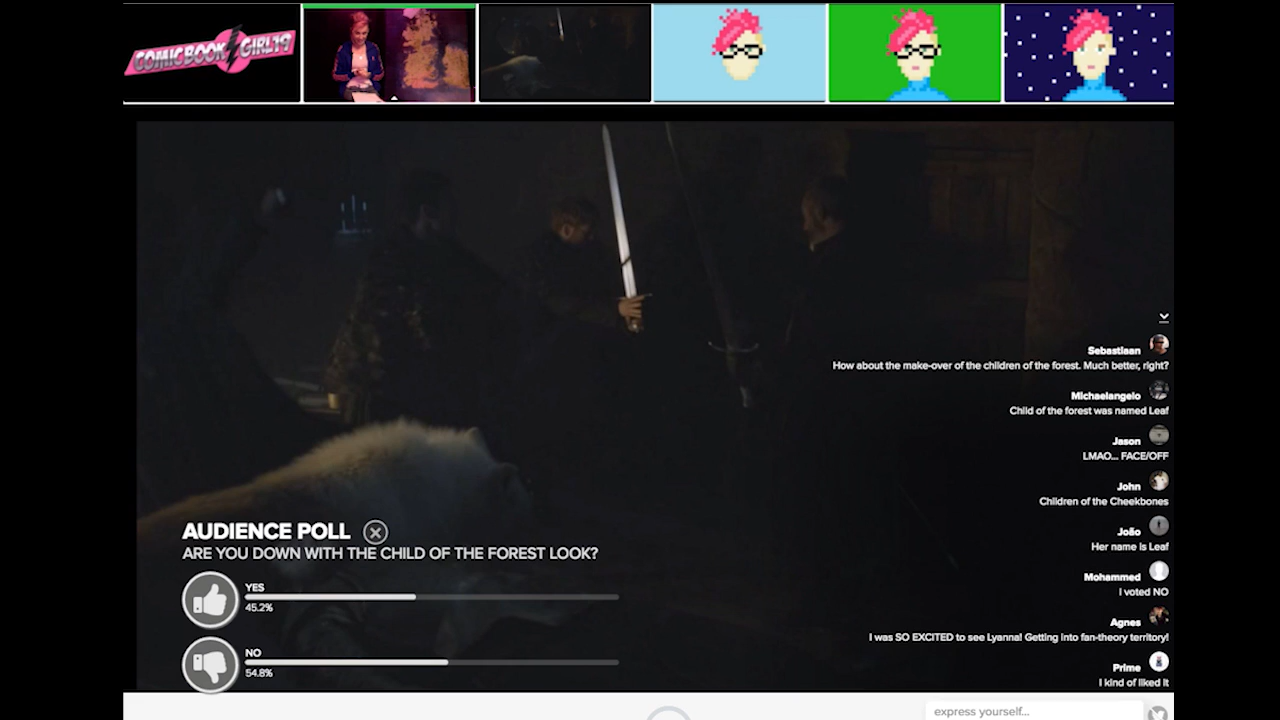 COMICBOOK GIRL19
Sebastiaan
How about the make-over of the children of the forest. Much better, right?
Michaelangelo
Child of the forest was named Leaf
Jason
LMAO... FACE/OFF
John
Children of the Cheekbones
João
Her name is Leaf
Mohammed
I voted NO
Agnes
I was SO EXCITED to see Lyanna! Getting into fan-theory territory!
Prime
I kind of liked it
AUDIENCE POLL
ARE YOU DOWN WITH THE CHILD OF THE FOREST LOOK?
YES
45.2%
NO
54.8%
express yourself...